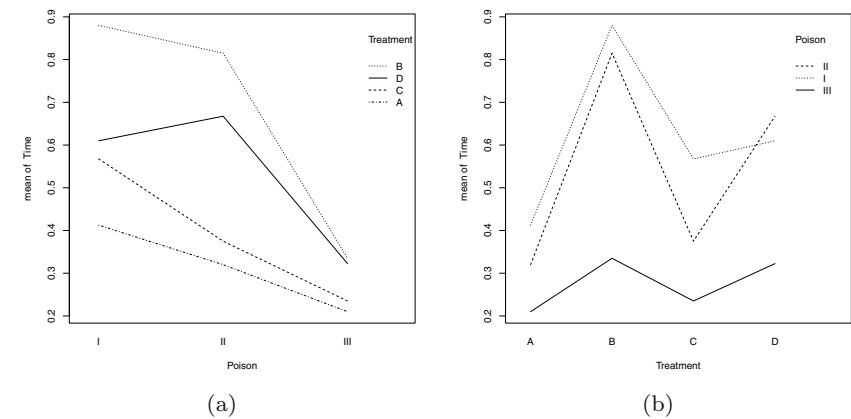 0.9
0.8
0.7
0.6
0.5
0.4
0.3
0.2
mean of Time
Treatment
B
D
C
A
I II III
Poison
(a)
0.9
0.8
0.7
0.6
0.5
0.4
0.3
0.2
mean of Time
Poison
II
I
III
A B C D
Treatment
(b)